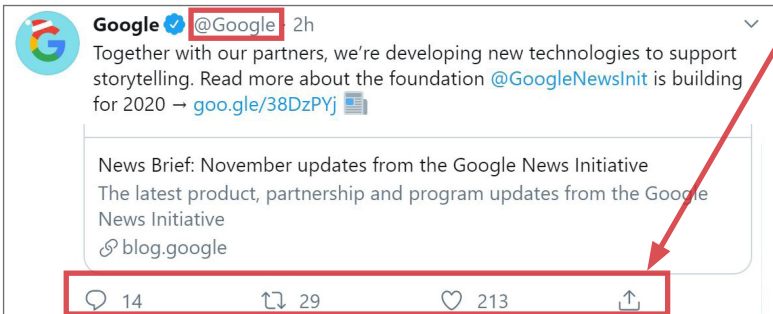 Google @Google · 2h
Together with our partners, we're developing new technologies to support
storytelling. Read more about the foundation @GoogleNewsInit is building
for 2020 → goo.gle/38DzPYj
News Brief: November updates from the Google News Initiative
The latest product, partnership and program updates from the Google
News Initiative
blog.google
14 29 213